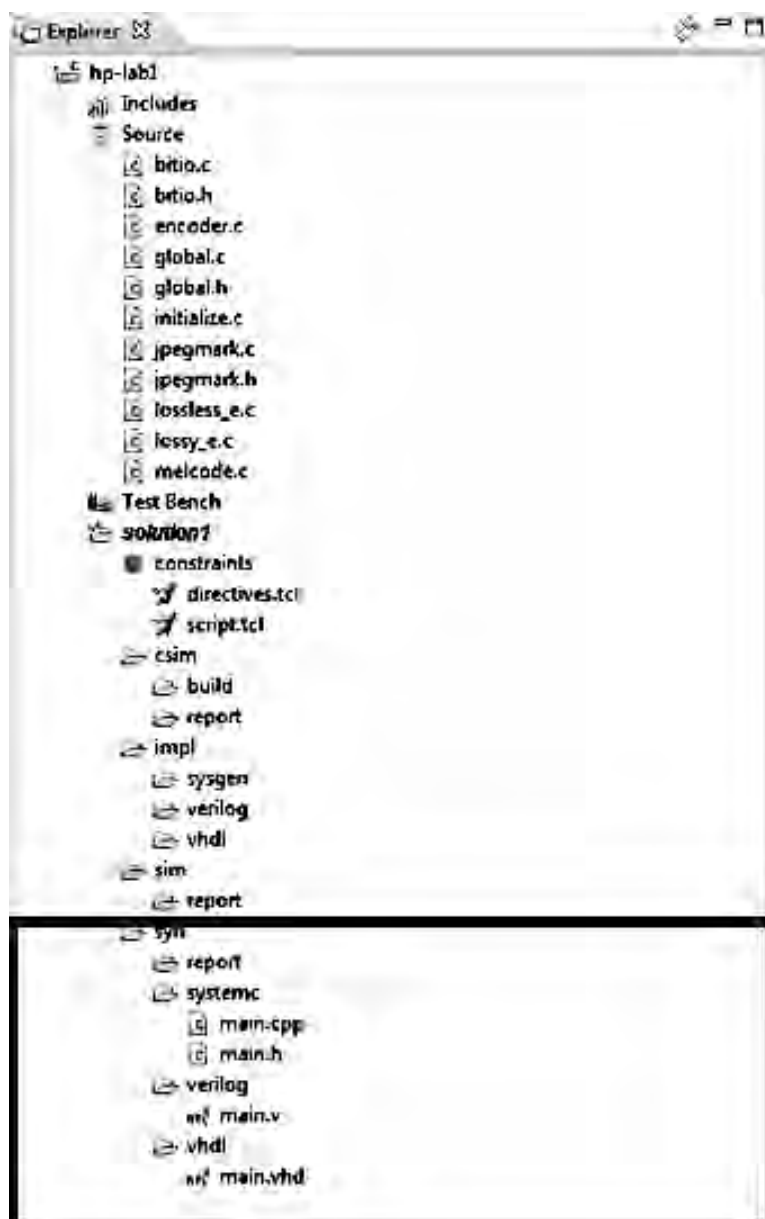 Explorer
hp-lab1
Includes
Source
bitio.c
bitio.h
encoder.c
global.c
global.h
initialize.c
jpegmark.c
jpegmark.h
lossless_e.c
lossy_e.c
melcode.c
Test Bench
solution1
constraints
directives.tcl
script.tcl
csim
build
report
impl
sysgen
verilog
vhdl
sim
report
syn
report
systemc
main.cpp
main.h
verilog
main.v
vhdl
main.vhd